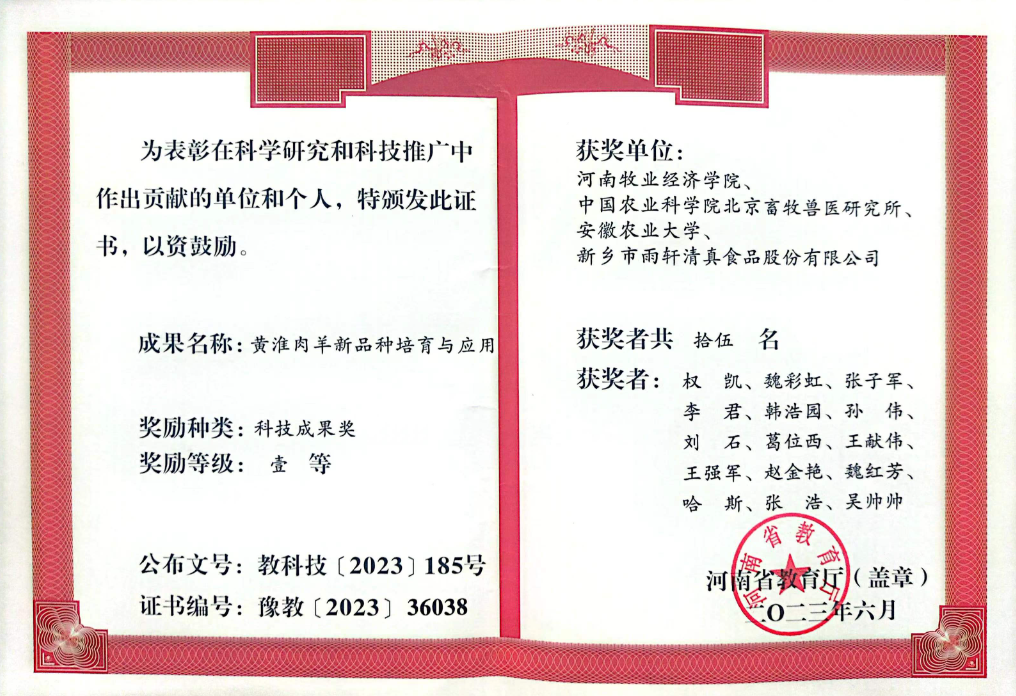 为表彰在科学研究和科技推广中
作出贡献的单位和个人，特颁发此证
书，以资鼓励。
成果名称：黄淮肉羊新品种培育与应用
奖励种类：科技成果奖
奖励等级： 壹 等
公布文号：教科技〔2023〕185号
证书编号：豫教〔2023〕36038
获奖单位：
河南牧业经济学院、
中国农业科学院北京畜牧兽医研究所、
安徽农业大学、
新乡市雨轩清真食品股份有限公司
获奖者共 拾伍 名
获奖者： 权 凯、魏彩虹、张子军、
李 君、韩浩园、孙 伟、
刘 石、葛位西、王献伟、
王强军、赵金艳、魏红芳、
哈 斯、张 浩、吴帅帅
河南省教育厅
河南省教育厅（盖章）
二〇二三年六月